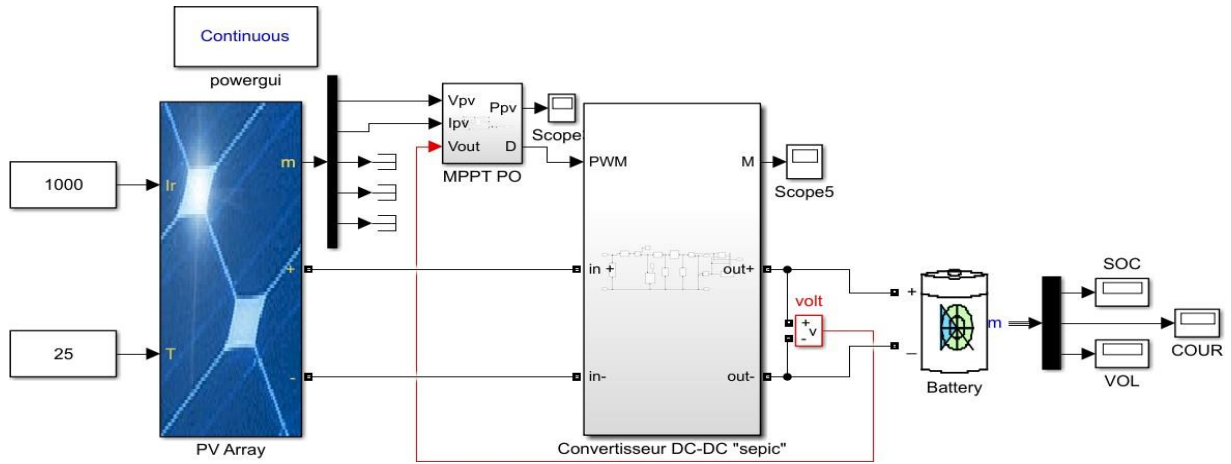 Continuous
powergui
1000
Ir
25
T
m
+
-
PV Array
Vpv
Ipv
Vout
Ppv
D
MPPT PO
Scope
PWM
M
in +
in-
out+
out-
Convertisseur DC-DC "sepic"
Scope5
volt
+
-
v
+
–
m
Battery
SOC
COUR
VOL